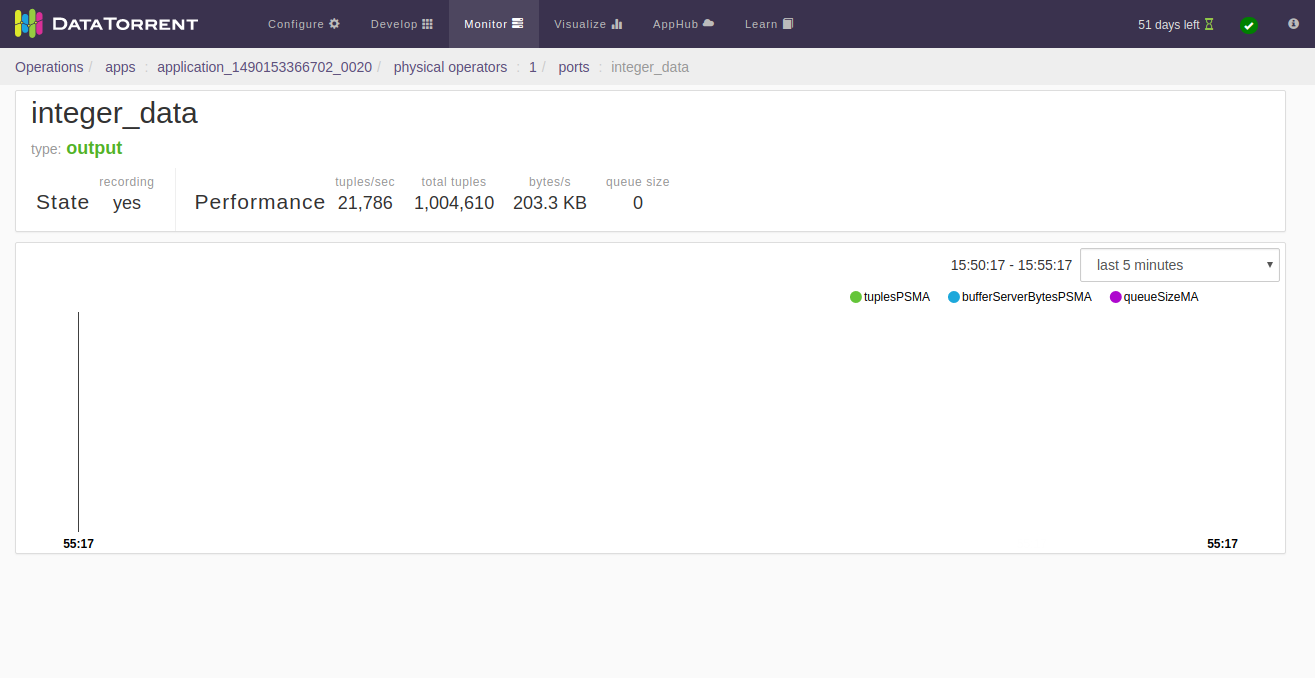 DATATORRENT Configure Develop Monitor Visualize AppHub Learn 51 days left
Operations / apps : application_1490153366702_0020 / physical operators : 1 / ports : integer_data
integer_data
type: output
recording tuples/sec total tuples bytes/s queue size
State yes Performance 21,786 1,004,610 203.3 KB 0
15:50:17 - 15:55:17 last 5 minutes
tuplesPSMA bufferServerBytesPSMA queueSizeMA
55:17 55:17